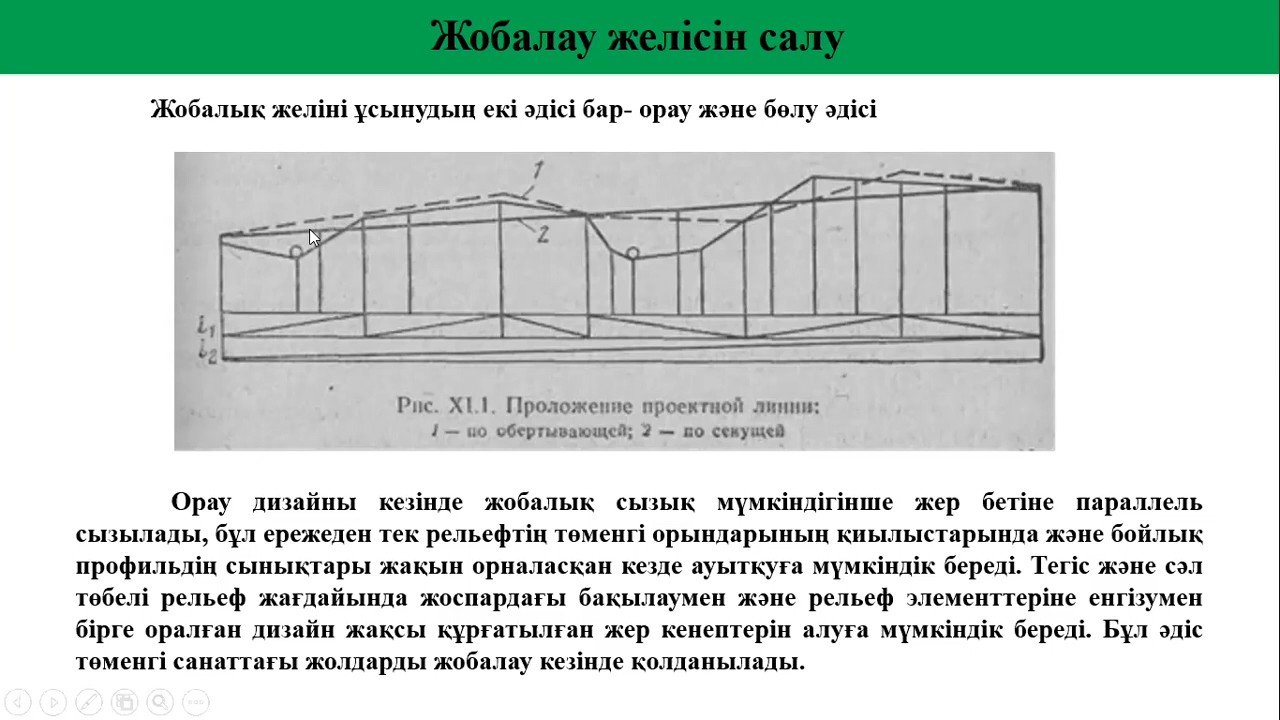 Жобалау желісін салу
Жобалық желіні ұсынудың екі әдісі бар- орау және бөлу әдісі
1
2
i1
i2
Рис. XI.1. Проложение проектной линии:
1 — по обертывающей; 2 — по секущей
Орау дизайны кезінде жобалық сызық мүмкіндігінше жер бетіне параллель
сызылады, бұл ережеден тек рельефтің төменгі орындарының қиылыстарында және бойлық
профильдің сынықтары жақын орналасқан кезде ауытқуға мүмкіндік береді. Тегіс және сәл
төбелі рельеф жағдайында жоспардағы бақылаумен және рельеф элементтеріне енгізумен
бірге оралған дизайн жақсы құрғатылған жер кенептерін алуға мүмкіндік береді. Бұл әдіс
төменгі санаттағы жолдарды жобалау кезінде қолданылады.